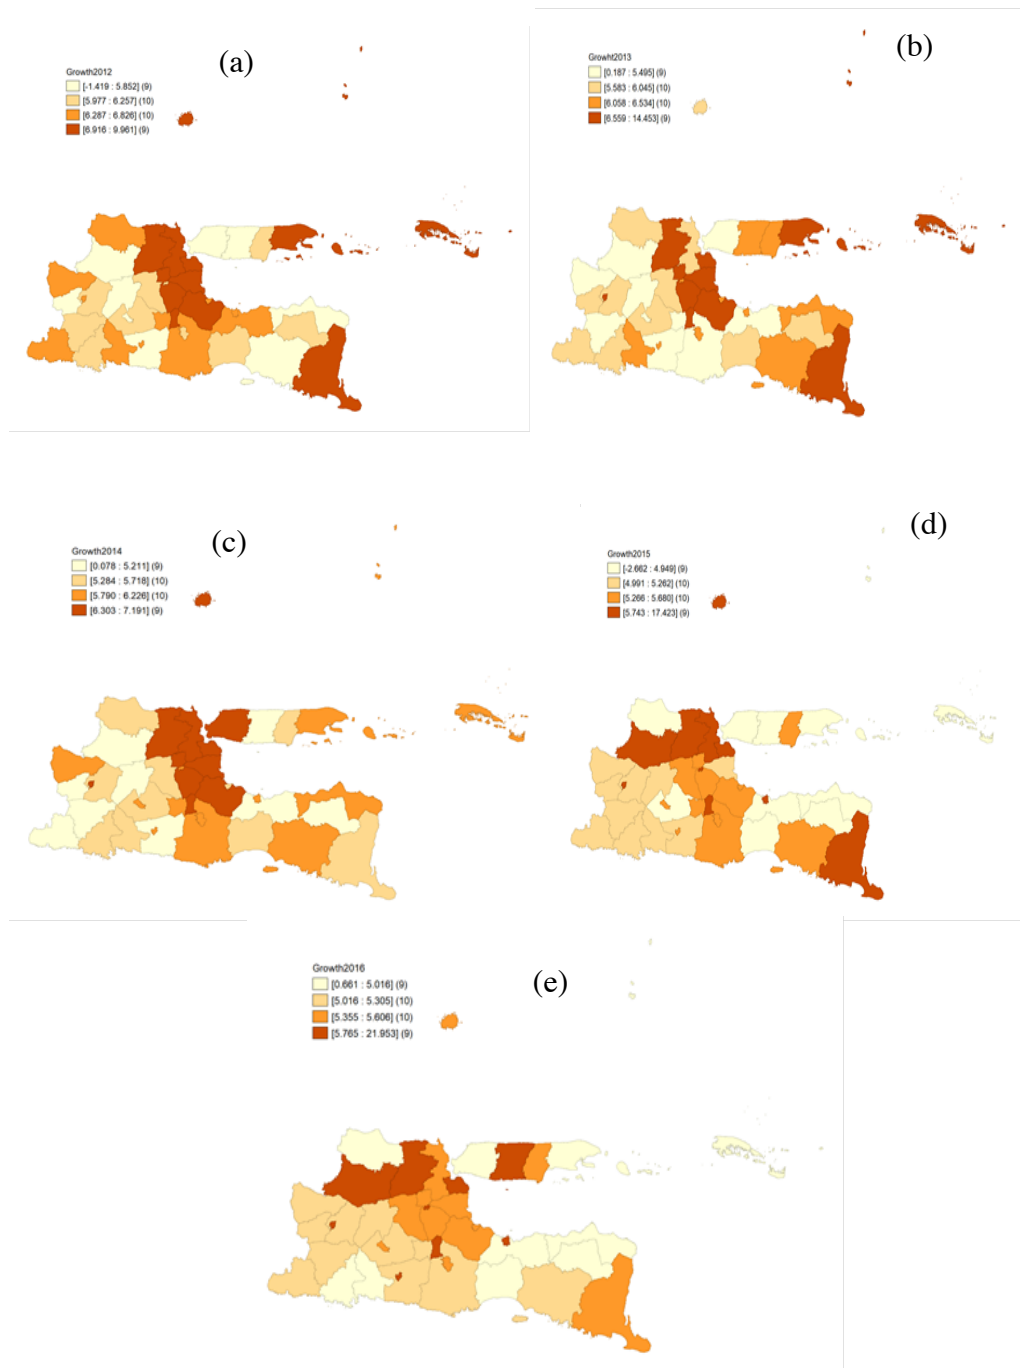 (a)
Growth2012
[-1.419 : 5.852] (9)
[5.977 : 6.257] (10)
[6.287 : 6.826] (10)
[6.916 : 9.961] (9)
(b)
Growht2013
[0.187 : 5.495] (9)
[5.583 : 6.045] (10)
[6.058 : 6.534] (10)
[6.559 : 14.453] (9)
(c)
Growth2014
[0.078 : 5.211] (9)
[5.284 : 5.718] (10)
[5.790 : 6.226] (10)
[6.303 : 7.191] (9)
(d)
Growth2015
[-2.662 : 4.949] (9)
[4.991 : 5.262] (10)
[5.266 : 5.680] (10)
[5.743 : 17.423] (9)
(e)
Growth2016
[0.661 : 5.016] (9)
[5.016 : 5.305] (10)
[5.355 : 5.606] (10)
[5.765 : 21.953] (9)